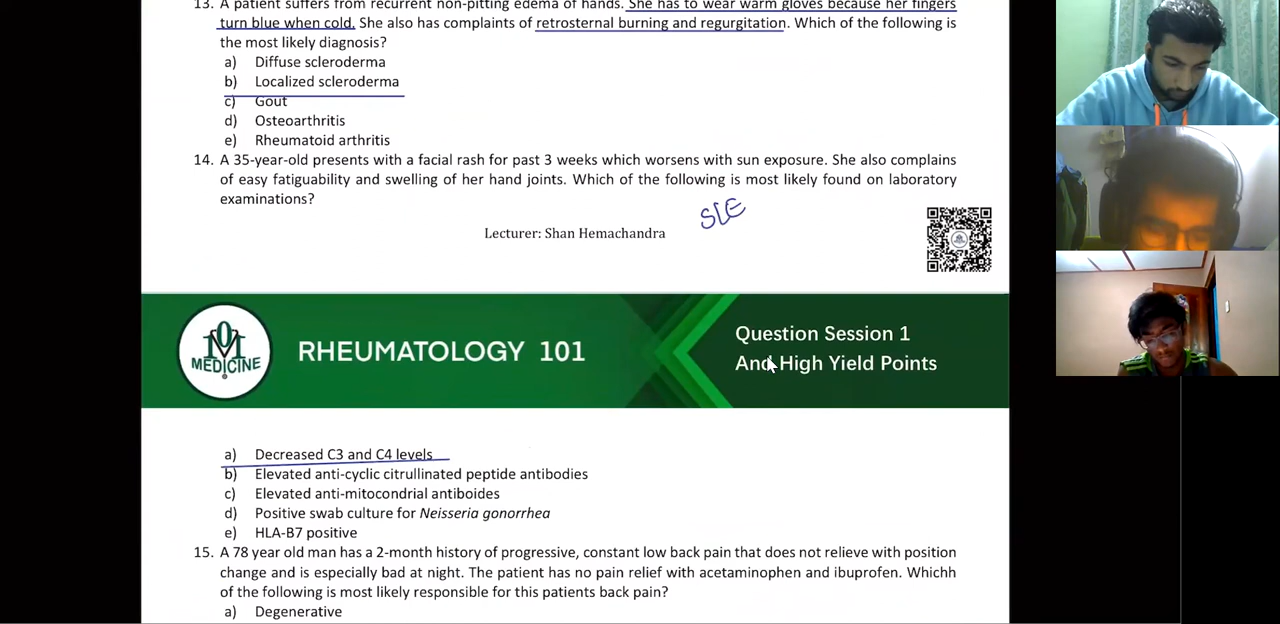 13. A patient suffers from recurrent non-pitting edema of hands. She has to wear warm gloves because her fingers
turn blue when cold. She also has complaints of retrosternal burning and regurgitation. Which of the following is
the most likely diagnosis?
a) Diffuse scleroderma
b) Localized scleroderma
c) Gout
d) Osteoarthritis
e) Rheumatoid arthritis
14. A 35-year-old presents with a facial rash for past 3 weeks which worsens with sun exposure. She also complains
of easy fatiguability and swelling of her hand joints. Which of the following is most likely found on laboratory
examinations?
SLE
Lecturer: Shan Hemachandra
MEDICINE
RHEUMATOLOGY 101
Question Session 1
And High Yield Points
a) Decreased C3 and C4 levels
b) Elevated anti-cyclic citrullinated peptide antibodies
c) Elevated anti-mitocondrial antiboides
d) Positive swab culture for Neisseria gonorrhea
e) HLA-B7 positive
15. A 78 year old man has a 2-month history of progressive, constant low back pain that does not relieve with position
change and is especially bad at night. The patient has no pain relief with acetaminophen and ibuprofen. Whichh
of the following is most likely responsible for this patients back pain?
a) Degenerative